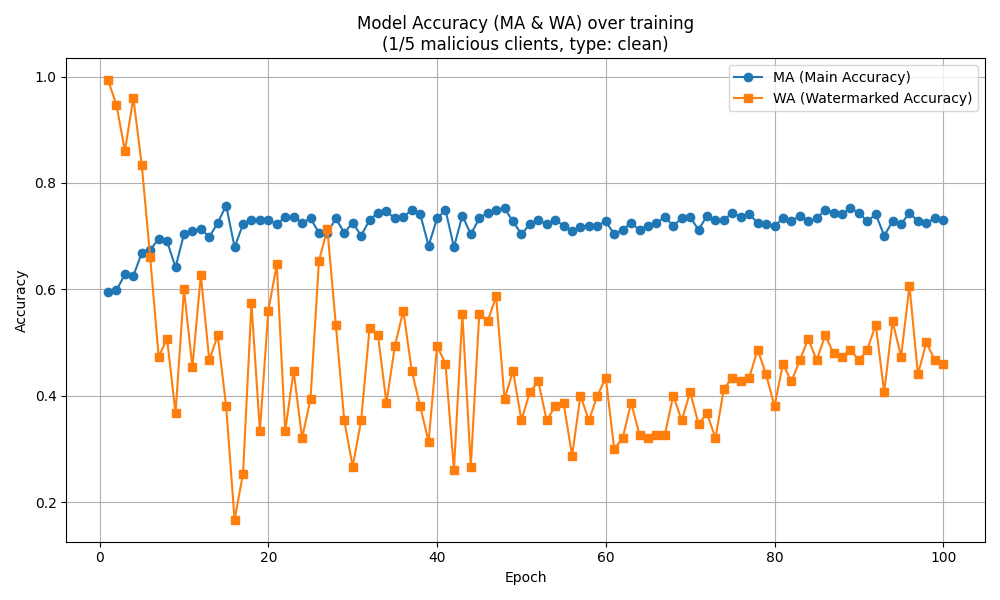 Model Accuracy (MA & WA) over training
(1/5 malicious clients, type: clean)
MA (Main Accuracy)
WA (Watermarked Accuracy)
Accuracy
1.0
0.8
0.6
0.4
0.2
0 20 40 60 80 100
Epoch